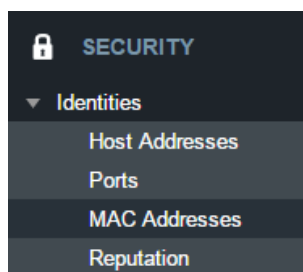 SECURITY
Identities
Host Addresses
Ports
MAC Addresses
Reputation